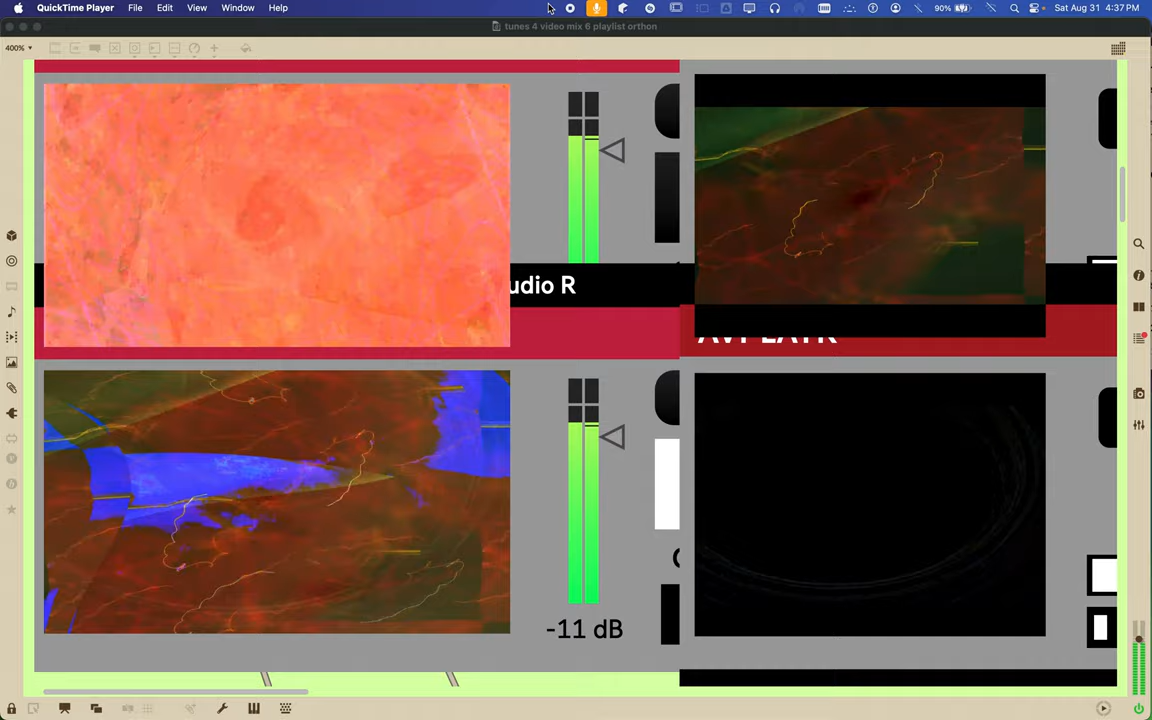 QuickTime Player File Edit View Window Help 90% Sat Aug 31 4:37 PM
tunes 4 video mix 6 playlist orthon
400%
udio R
-11 dB